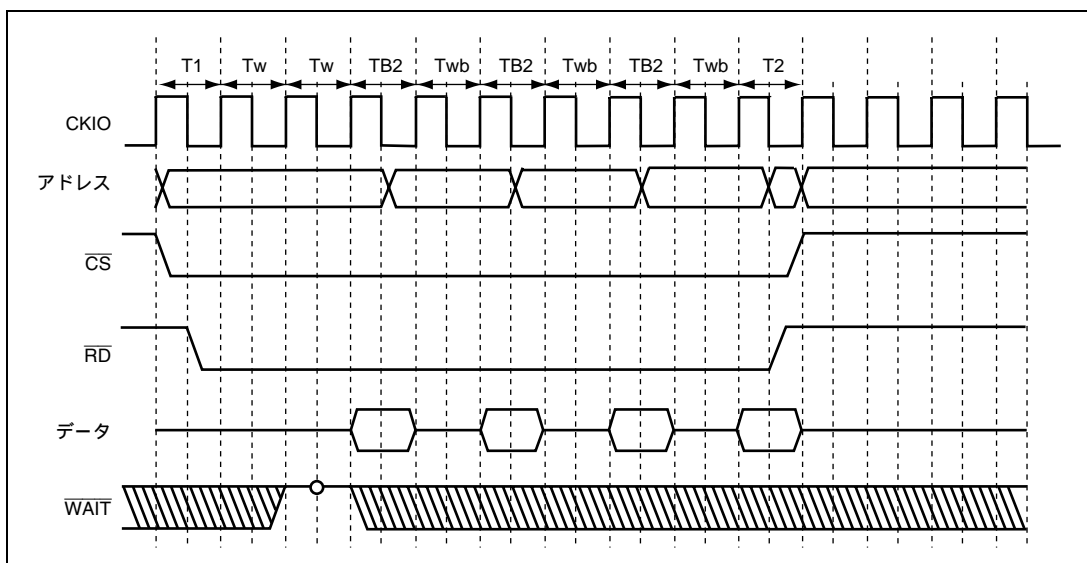 T1 Tw Tw TB2 Twb TB2 Twb TB2 Twb T2
CKIO
アドレス
CS
RD
データ
WAIT